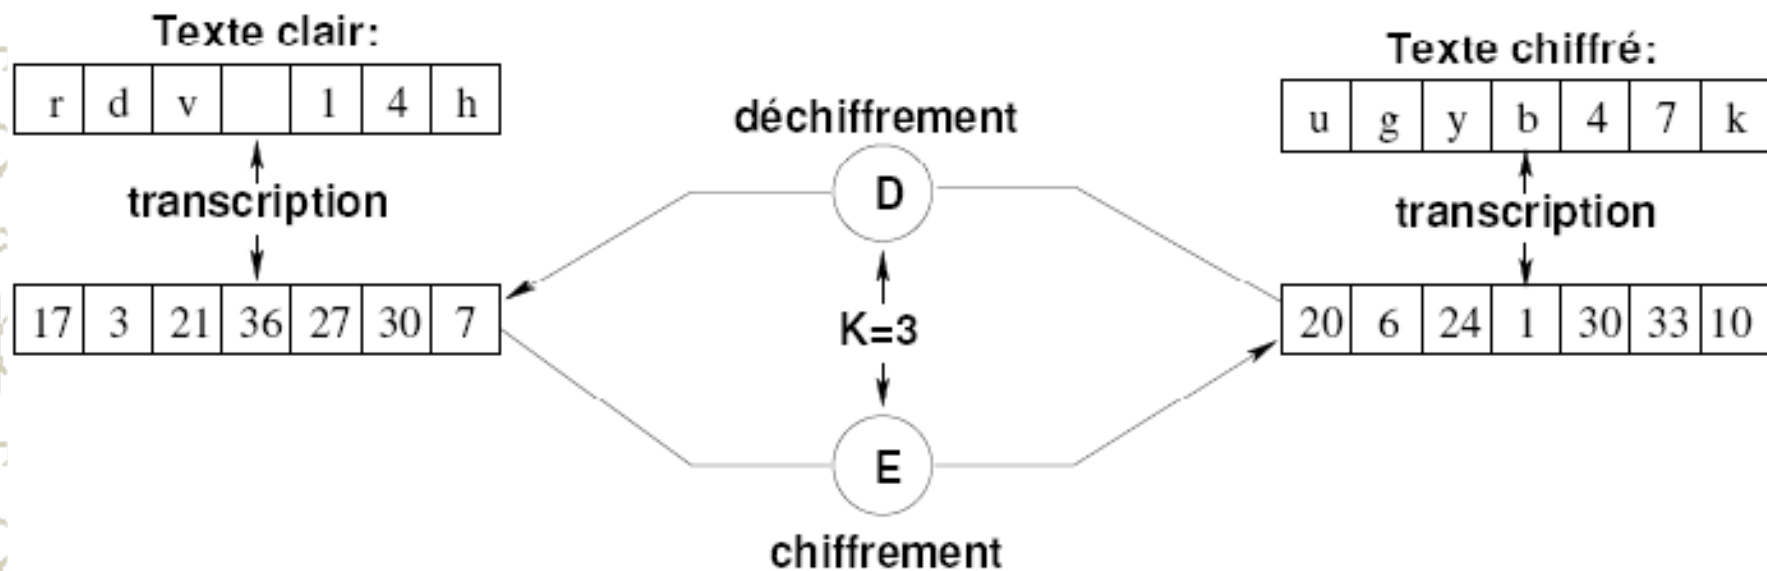 Texte clair:
r d v 1 4 h
transcription
17 3 21 36 27 30 7
déchiffrement
D
K=3
E
chiffrement
Texte chiffré:
u g y b 4 7 k
transcription
20 6 24 1 30 33 10